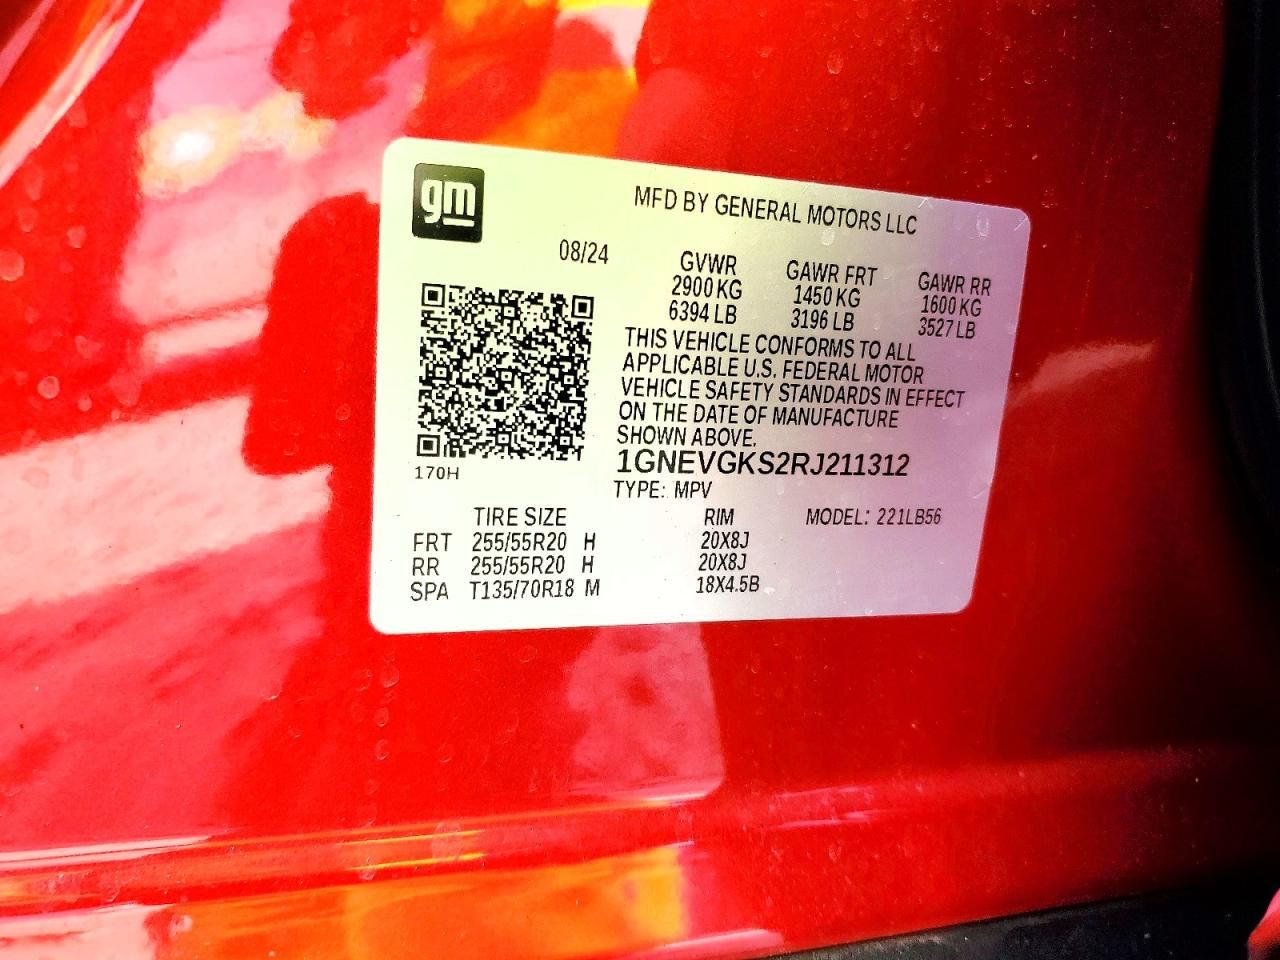 gm
MFD BY GENERAL MOTORS LLC
08/24 GVWR GAWR FRT GAWR RR
2900 KG 1450 KG 1600 KG
6394 LB 3196 LB 3527 LB
THIS VEHICLE CONFORMS TO ALL
APPLICABLE U.S. FEDERAL MOTOR
VEHICLE SAFETY STANDARDS IN EFFECT
ON THE DATE OF MANUFACTURE
SHOWN ABOVE.
1GNEVGKS2RJ211312
170H
TYPE: MPV
TIRE SIZE RIM MODEL: 221LB56
FRT 255/55R20 H 20X8J
RR 255/55R20 H 20X8J
SPA T135/70R18 M 18X4.5B